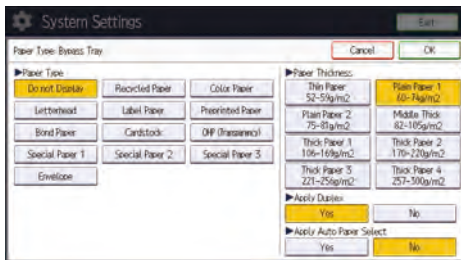 System Settings
Exit
Paper Type: Bypass Tray
Cancel
OK
▶Paper Type
Do not Display
Recycled Paper
Color Paper
Letterhead
Label Paper
Preprinted Paper
Bond Paper
Cardstock
OHP (Transparency)
Special Paper 1
Special Paper 2
Special Paper 3
Envelope
▶Paper Thickness
Thin Paper
52-59g/m2
Plain Paper 1
60-74g/m2
Plain Paper 2
75-81g/m2
Middle Thick
82-105g/m2
Thick Paper 1
106-169g/m2
Thick Paper 2
170-220g/m2
Thick Paper 3
221-256g/m2
Thick Paper 4
257-300g/m2
▶Apply Duplex
Yes
No
▶Apply Auto Paper Select
Yes
No